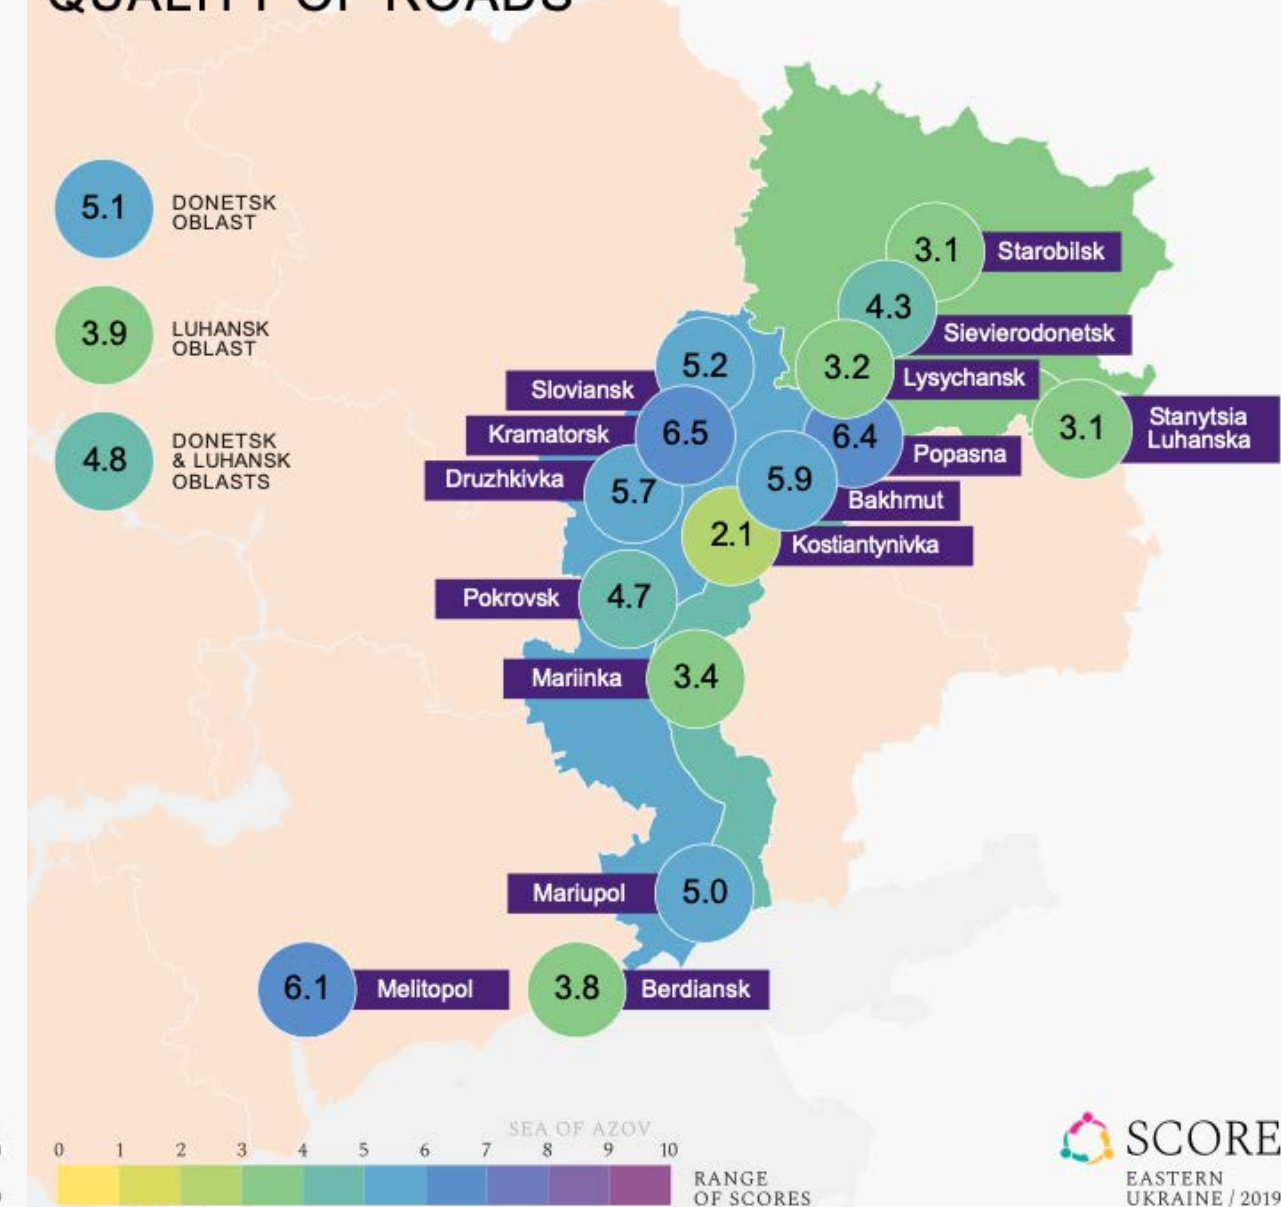 QUALITY OF ROADS
5.1
DONETSK
OBLAST
3.9
LUHANSK
OBLAST
4.8
DONETSK
& LUHANSK
OBLASTS
3.1
Starobilsk
4.3
Sievierodonetsk
5.2
Sloviansk
3.2
Lysychansk
3.1
Stanytsia
Luhanska
6.5
Kramatorsk
6.4
Popasna
5.7
Druzhkivka
5.9
Bakhmut
2.1
Kostiantynivka
4.7
Pokrovsk
3.4
Mariinka
5.0
Mariupol
6.1
Melitopol
3.8
Berdiansk
SEA OF AZOV
0 1 2 3 4 5 6 7 8 9 10
RANGE
OF SCORES
SCORE
EASTERN
UKRAINE / 2019